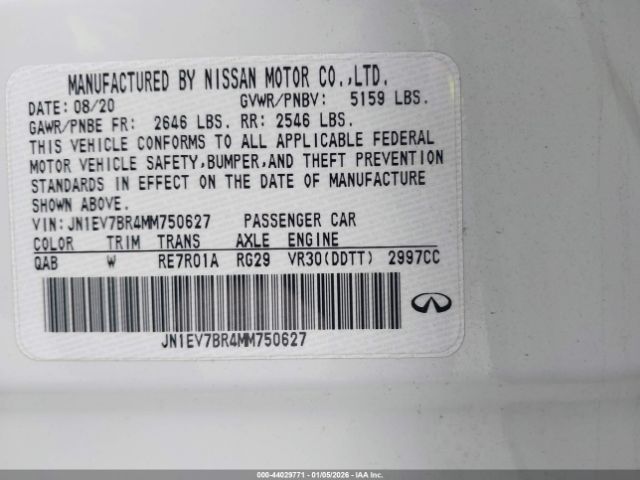 MANUFACTURED BY NISSAN MOTOR CO.,LTD.
DATE: 08/20 GVWR/PNBV: 5159 LBS.
GAWR/PNBE FR: 2646 LBS. RR: 2546 LBS.
THIS VEHICLE CONFORMS TO ALL APPLICABLE FEDERAL
MOTOR VEHICLE SAFETY,BUMPER,AND THEFT PREVENTION
STANDARDS IN EFFECT ON THE DATE OF MANUFACTURE
SHOWN ABOVE.
VIN: JN1EV7BR4MM750627 PASSENGER CAR
COLOR TRIM TRANS AXLE ENGINE
QAB W RE7R01A RG29 VR30(DDTT) 2997CC
JN1EV7BR4MM750627
000-44029771 - 01/05/2026 - IAA Inc.